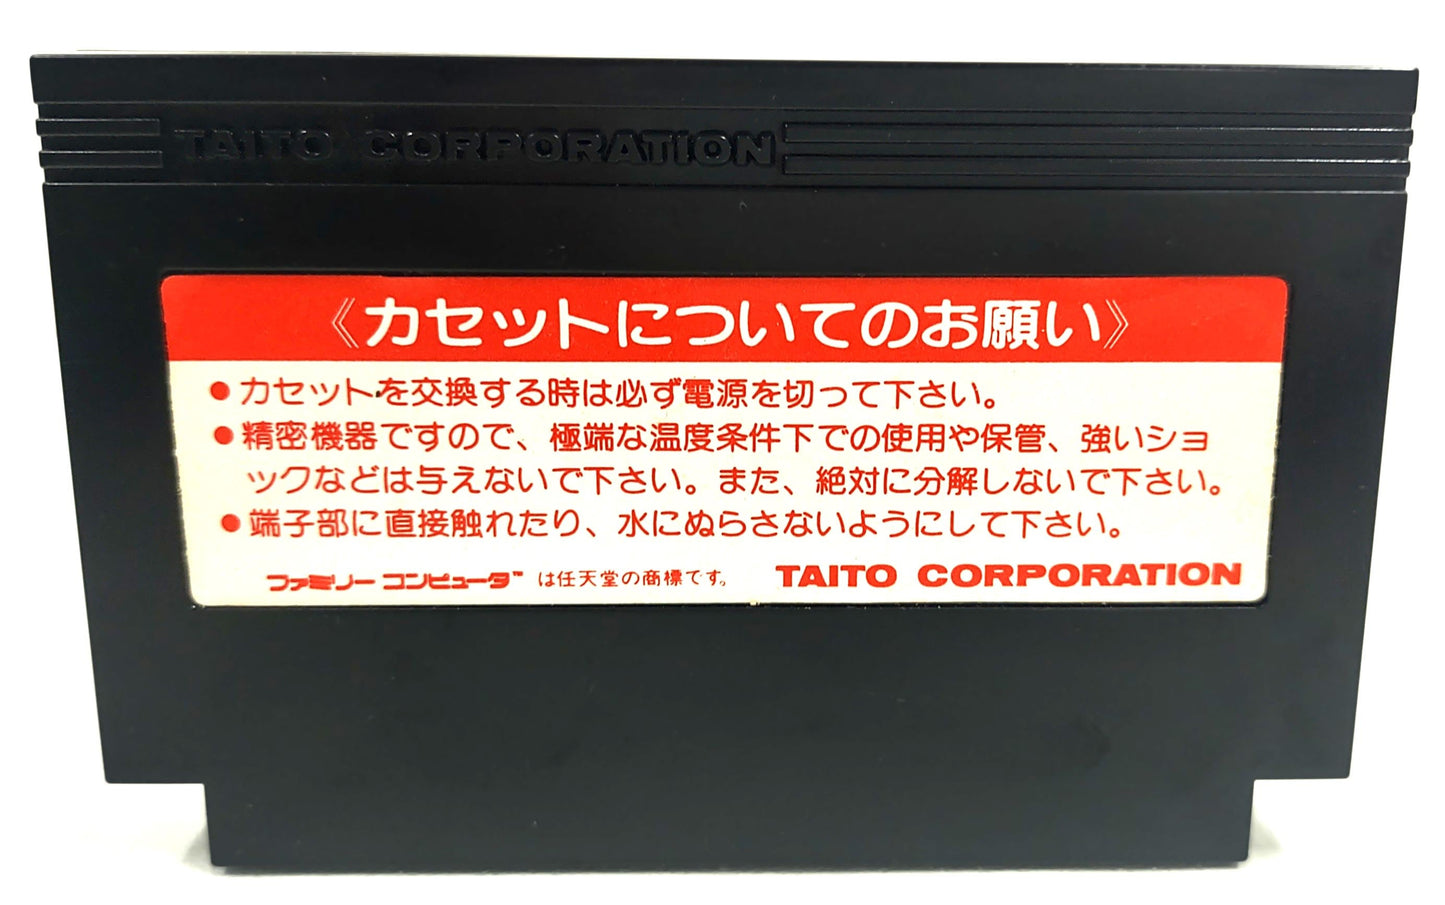 TAITO CORPORATION
《カセットについてのお願い》
●カセットを交換する時は必ず電源を切って下さい。
●精密機器ですので、極端な温度条件下での使用や保管、強いショ
ックなどは与えないで下さい。また、絶対に分解しないで下さい。
●端子部に直接触れたり、水にぬらさないようにして下さい。
ファミリーコンピュータ™は任天堂の商標です。 TAITO CORPORATION